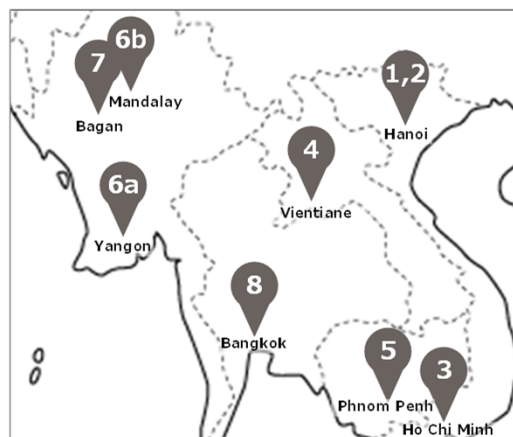 6b
7
Mandalay
Bagan
1,2
Hanoi
4
Vientiane
6a
Yangon
8
Bangkok
5
Phnom Penh
3
Ho Chi Minh